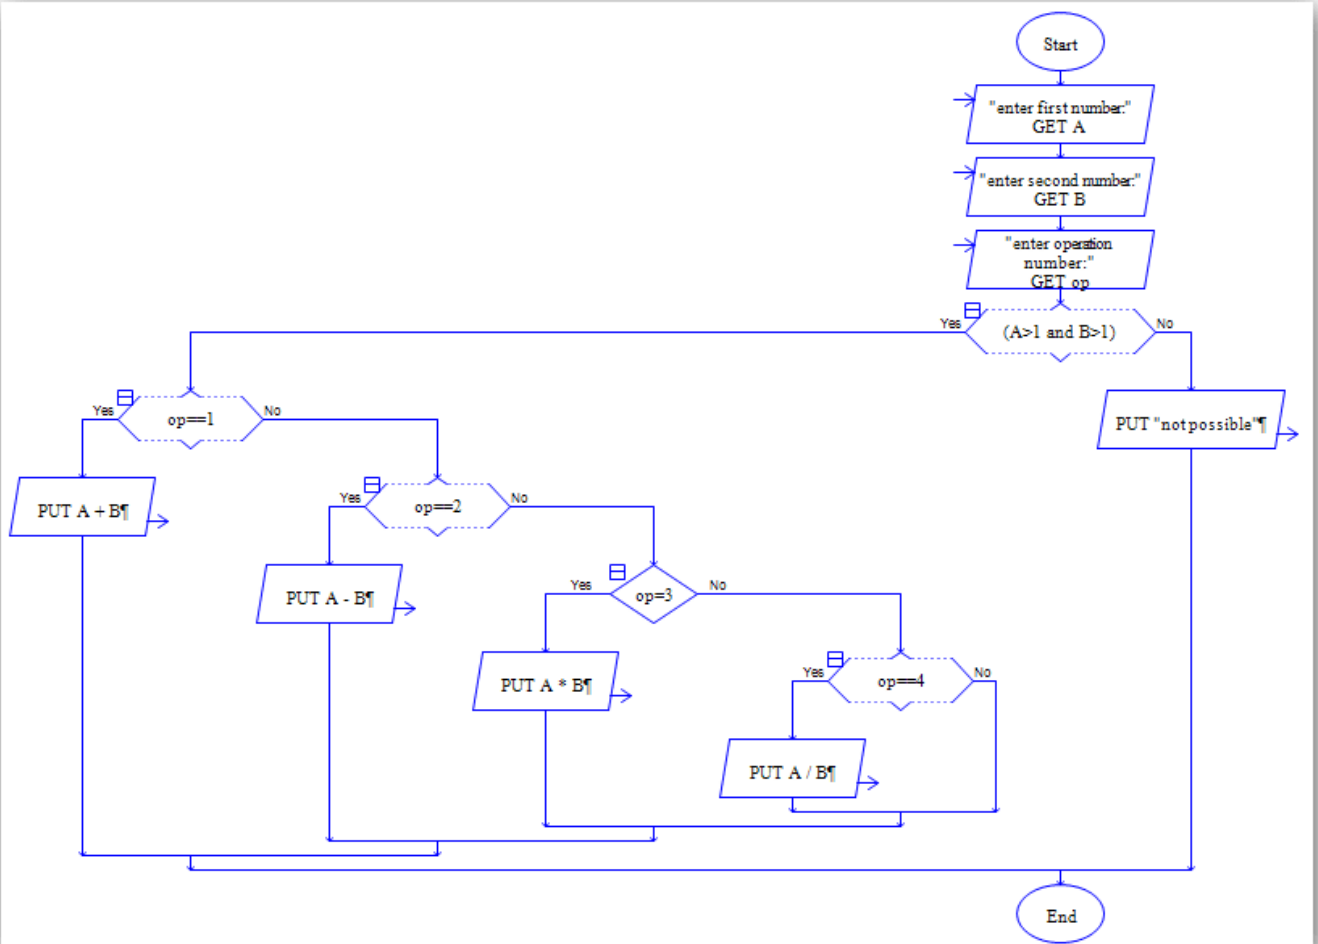 Start
"enter first number:"
GET A
"enter second number:"
GET B
"enter operation
number:"
GET op
(A>1 and B>1)
Yes
No
op==1
Yes
No
PUT "not possible"¶
PUT A + B¶
op==2
Yes
No
PUT A - B¶
op=3
Yes
No
PUT A * B¶
op==4
Yes
No
PUT A / B¶
End